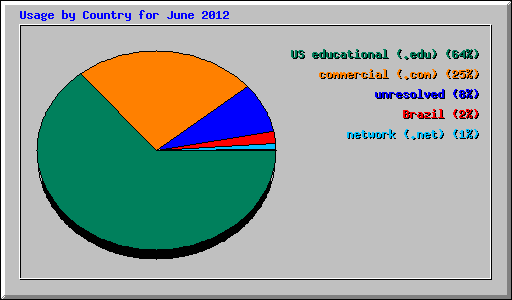 Usage by Country for June 2012
US educational (.edu) (64%)
commercial (.com) (25%)
unresolved (8%)
Brazil (2%)
network (.net) (1%)